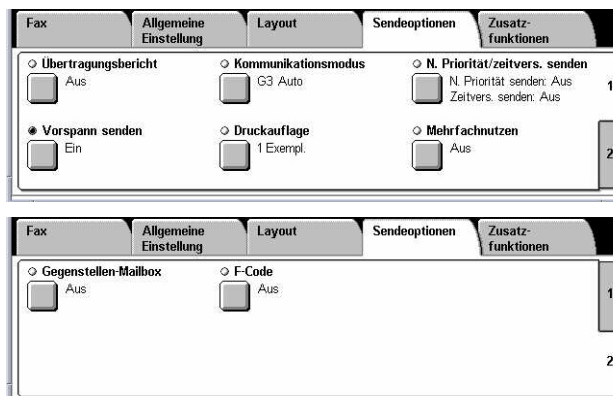 Fax
Allgemeine
Einstellung
Layout
Sendeoptionen
Zusatz-
funktionen
Übertragungsbericht
Aus
Kommunikationsmodus
G3 Auto
N. Priorität/zeitvers. senden
N. Priorität senden: Aus
Zeitvers. senden: Aus
1
Vorspann senden
Ein
Druckauflage
1 Exempl.
Mehrfachnutzen
Aus
2
Fax
Allgemeine
Einstellung
Layout
Sendeoptionen
Zusatz-
funktionen
Gegenstellen-Mailbox
Aus
F-Code
Aus
1
2